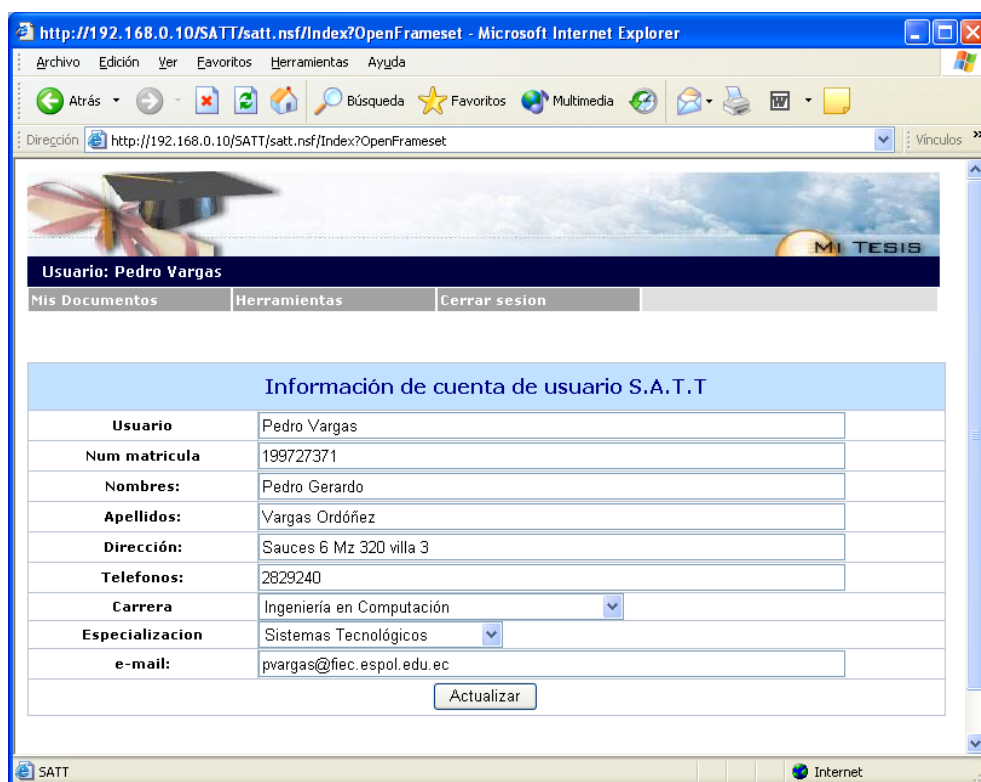 http://192.168.0.10/SATT/satt.nsf/Index?OpenFrameset - Microsoft Internet Explorer
Archivo Edición Ver Favoritos Herramientas Ayuda
Atrás Búsqueda Favoritos Multimedia
Dirección http://192.168.0.10/SATT/satt.nsf/Index?OpenFrameset Vínculos »
MI TESIS
Usuario: Pedro Vargas
Mis Documentos Herramientas Cerrar sesion
Información de cuenta de usuario S.A.T.T
Usuario Pedro Vargas
Num matricula 199727371
Nombres: Pedro Gerardo
Apellidos: Vargas Ordóñez
Dirección: Sauces 6 Mz 320 villa 3
Telefonos: 2829240
Carrera Ingeniería en Computación
Especializacion Sistemas Tecnológicos
e-mail: pvargas@fiec.espol.edu.ec
Actualizar
SATT Internet